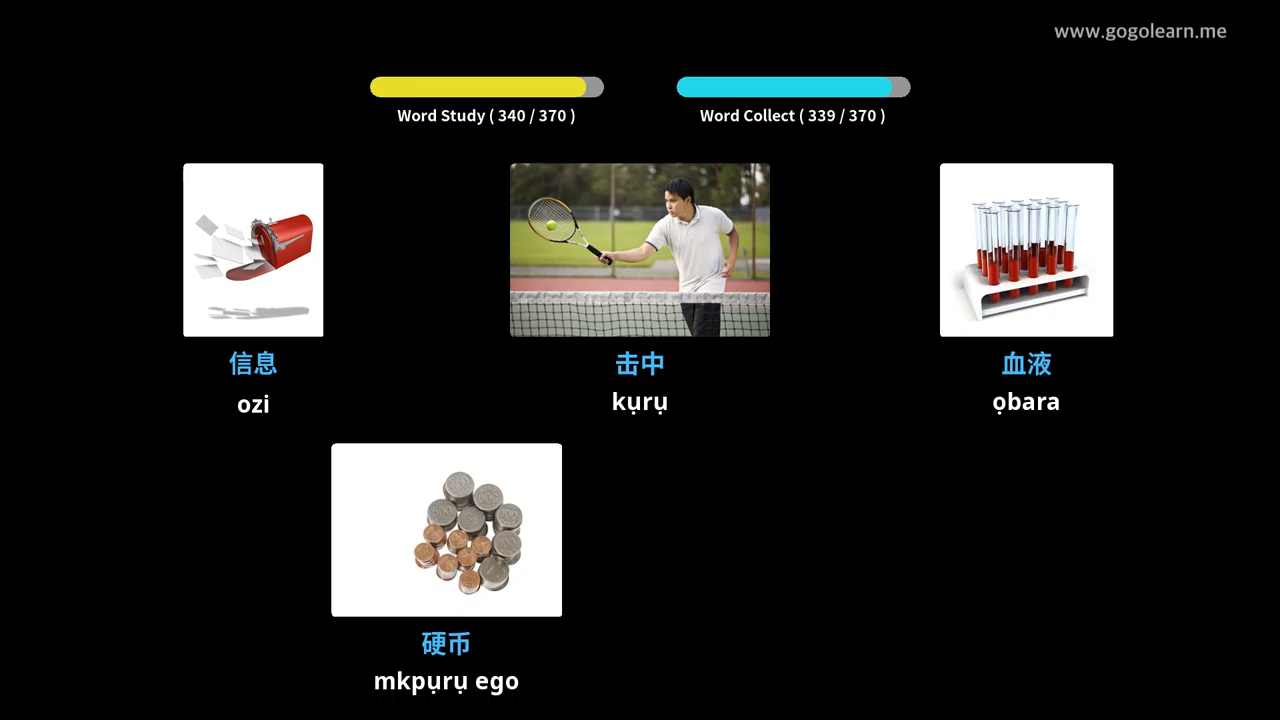 www.gogolearn.me
Word Study ( 340 / 370 )
Word Collect ( 339 / 370 )
信息
击中
血液
ozi
kụrụ
ọbara
硬币
mkpụrụ ego